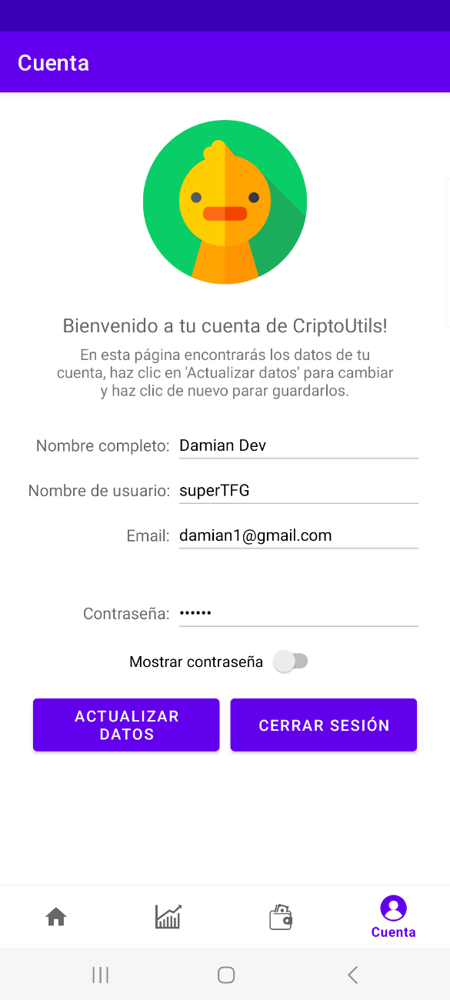 Cuenta
Bienvenido a tu cuenta de CriptoUtils!
En esta página encontrarás los datos de tu
cuenta, haz clic en 'Actualizar datos' para cambiar
y haz clic de nuevo parar guardarlos.
Nombre completo: Damian Dev
Nombre de usuario: superTFG
Email: damian1@gmail.com
Contraseña: ••••••
Mostrar contraseña
ACTUALIZAR
DATOS
CERRAR SESIÓN
Cuenta